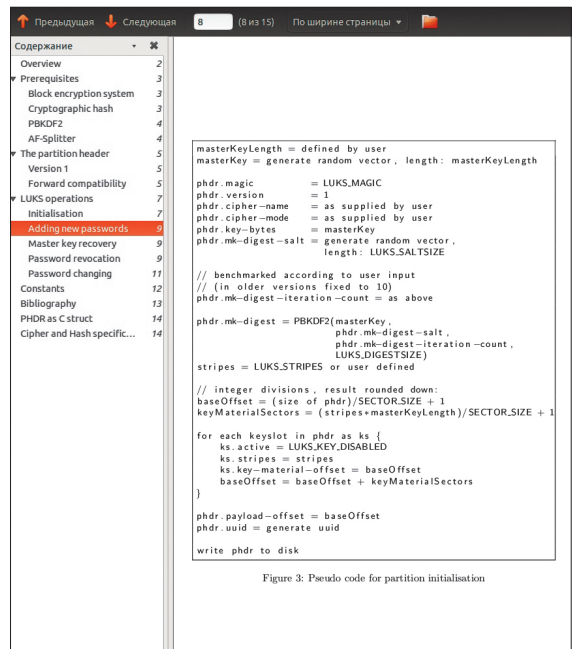 Предыдущая Следующая 8 (8 из 15) По ширине страницы
Содержание
Overview 2
Prerequisites 3
Block encryption system 3
Cryptographic hash 3
PBKDF2 4
AF-Splitter 4
The partition header 5
Version 1 5
Forward compatibility 5
LUKS operations 7
Initialisation 7
Adding new passwords 9
Master key recovery 9
Password revocation 9
Password changing 11
Constants 12
Bibliography 13
PHDR as C struct 14
Cipher and Hash specific... 14
masterKeyLength = defined by user
masterKey = generate random vector, length: masterKeyLength
phdr.magic = LUKS_MAGIC
phdr.version = 1
phdr.cipher-name = as supplied by user
phdr.cipher-mode = as supplied by user
phdr.key-bytes = masterKey
phdr.mk-digest-salt = generate random vector,
length: LUKS_SALTSIZE
// benchmarked according to user input
// (in older versions fixed to 10)
phdr.mk-digest-iteration-count = as above
phdr.mk-digest = PBKDF2(masterKey,
phdr.mk-digest-salt,
phdr.mk-digest-iteration-count,
LUKS_DIGESTSIZE)
stripes = LUKS_STRIPES or user defined
// integer divisions, result rounded down:
baseOffset = (size of phdr)/SECTOR_SIZE + 1
keyMaterialSectors = (stripes*masterKeyLength)/SECTOR_SIZE + 1
for each keyslot in phdr as ks {
ks.active = LUKS_KEY_DISABLED
ks.stripes = stripes
ks.key-material-offset = baseOffset
baseOffset = baseOffset + keyMaterialSectors
}
phdr.payload-offset = baseOffset
phdr.uuid = generate uuid
write phdr to disk
Figure 3: Pseudo code for partition initialisation